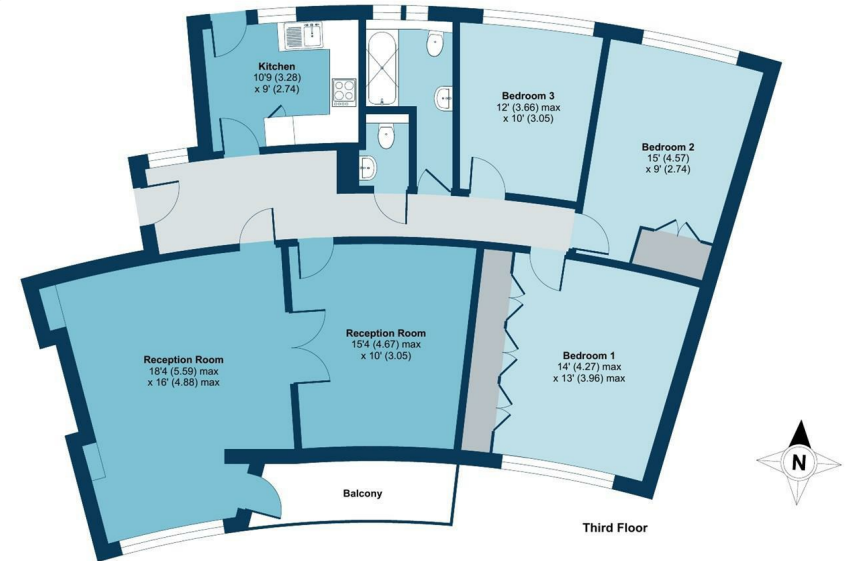 Kitchen
10'9 (3.28)
x 9' (2.74)
Bedroom 3
12' (3.66) max
x 10' (3.05)
Bedroom 2
15' (4.57)
x 9' (2.74)
Reception Room
18'4 (5.59) max
x 16' (4.88) max
Reception Room
15'4 (4.67) max
x 10' (3.05)
Bedroom 1
14' (4.27) max
x 13' (3.96) max
Balcony
N
Third Floor